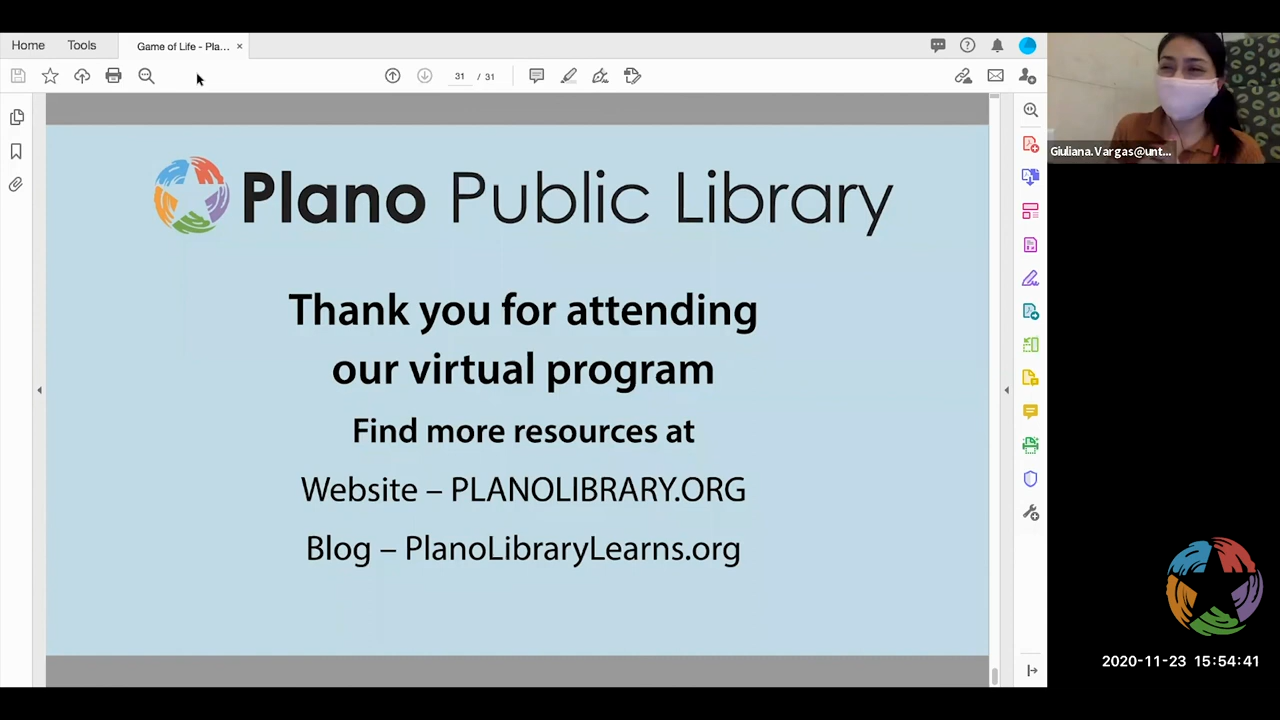 Home
Tools
Game of Life - Pla...
31 / 31
Giuliana.Vargas@unt...
Plano Public Library
Thank you for attending
our virtual program
Find more resources at
Website – PLANOLIBRARY.ORG
Blog – PlanoLibraryLearns.org
2020-11-23 15:54:41